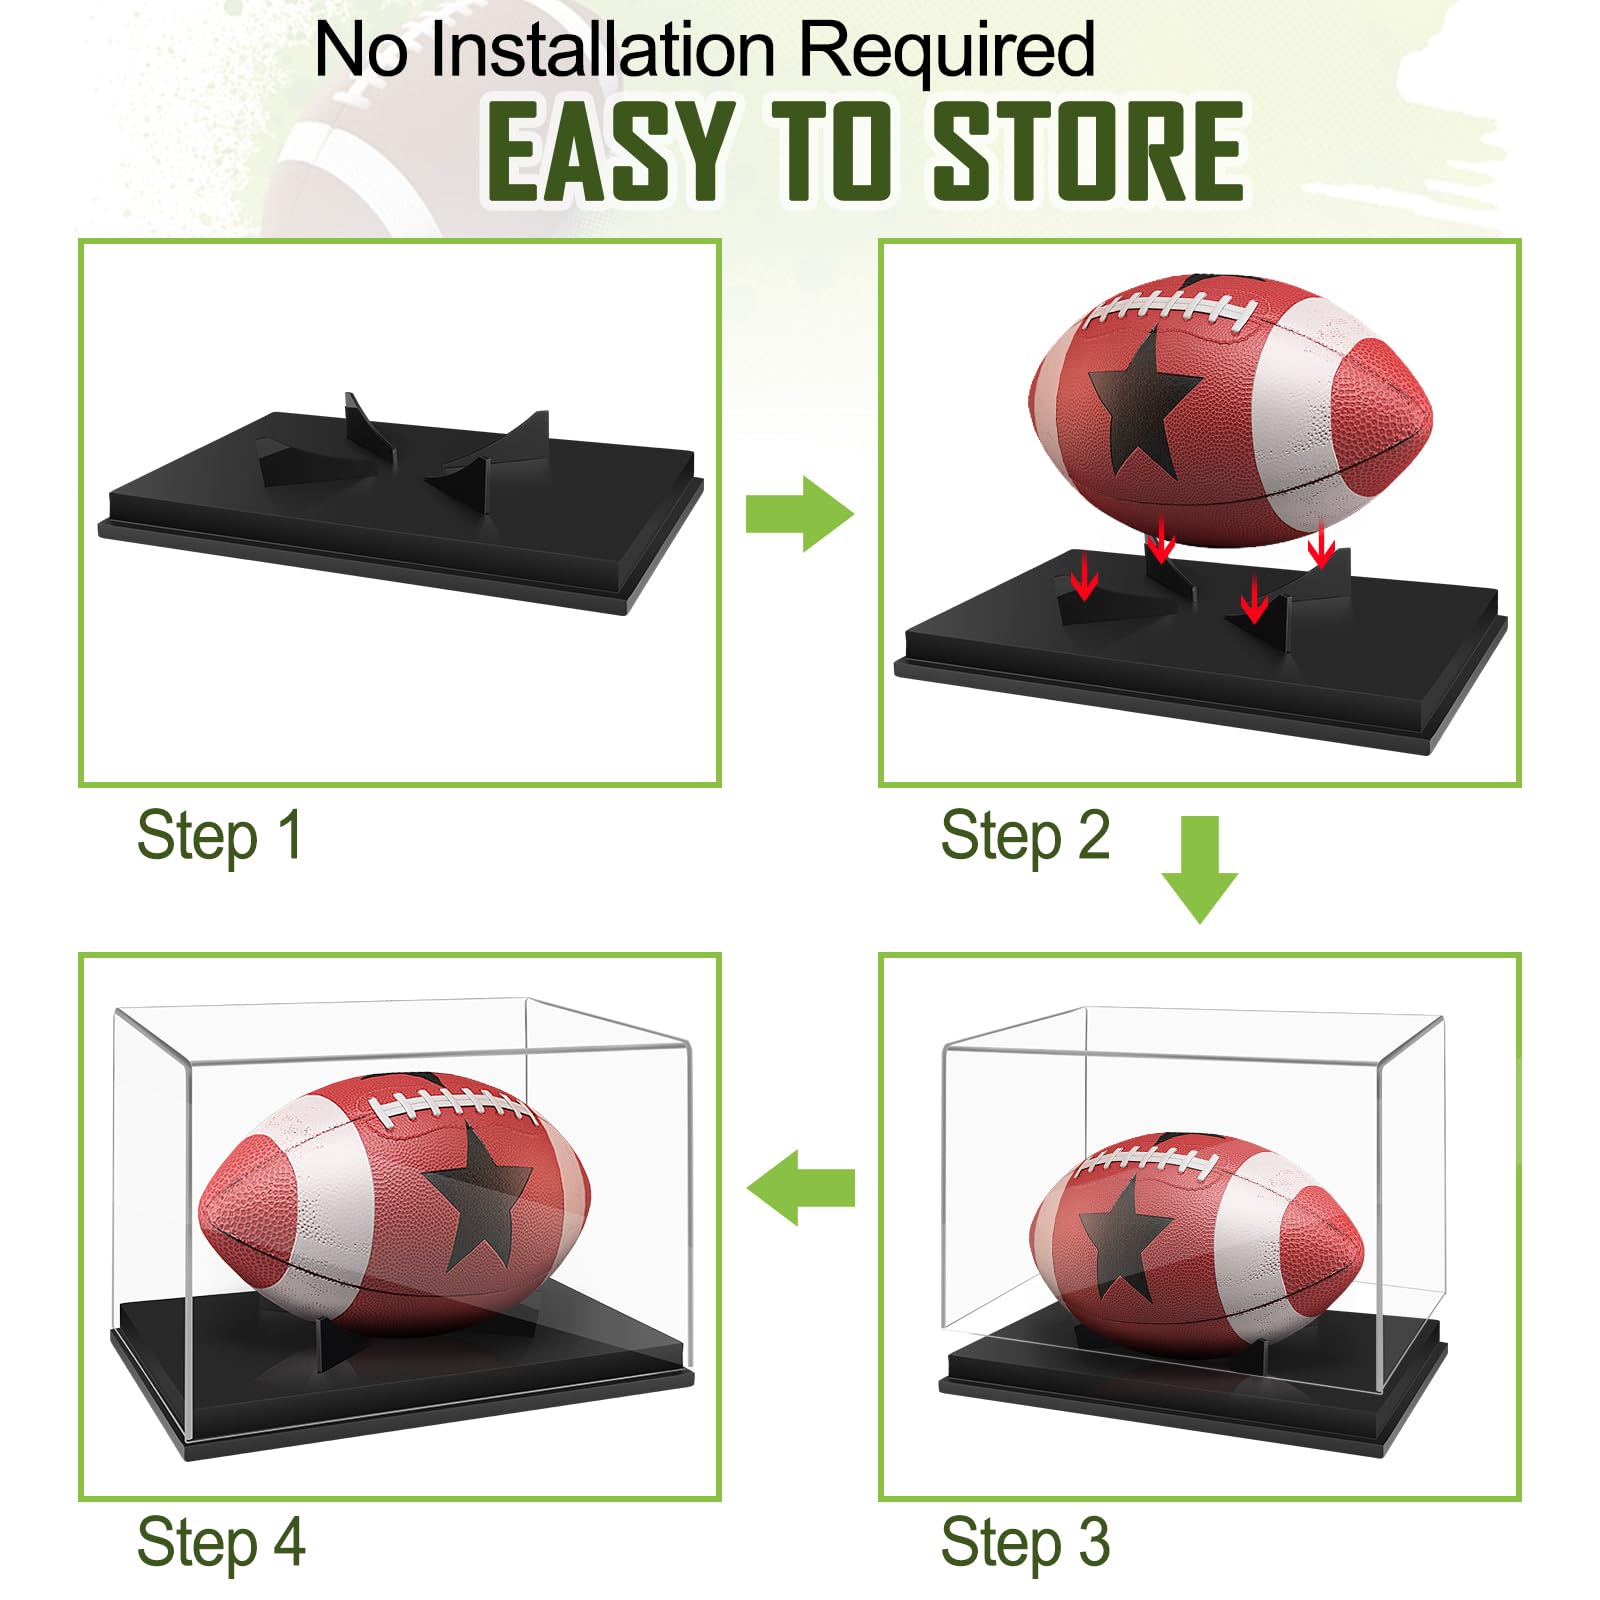 No Installation Required
EASY TO STORE
Step 1
Step 2
Step 3
Step 4